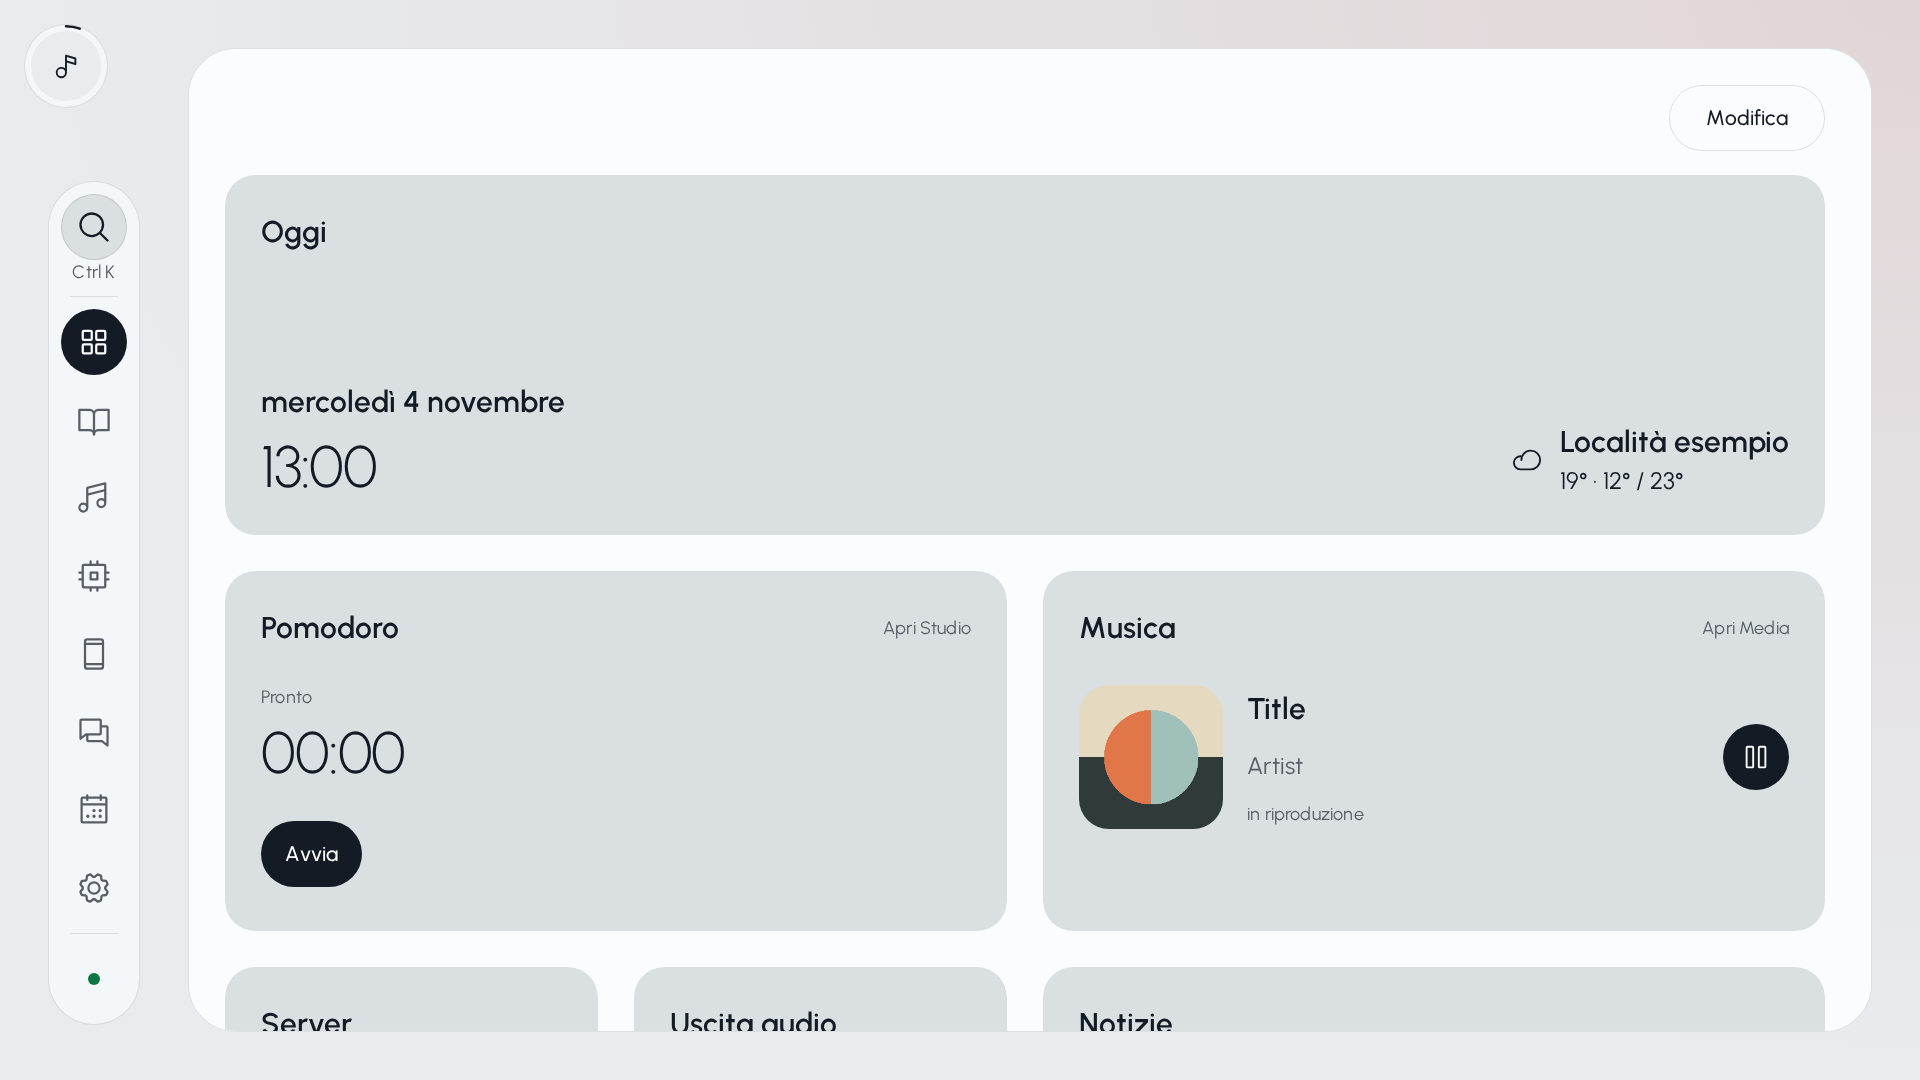 Modifica
Ctrl K
Oggi
mercoledì 4 novembre
13:00
Località esempio
19° · 12° / 23°
Pomodoro
Apri Studio
Pronto
00:00
Avvia
Musica
Apri Media
Title
Artist
in riproduzione
Server
Uscita audio
Notizie